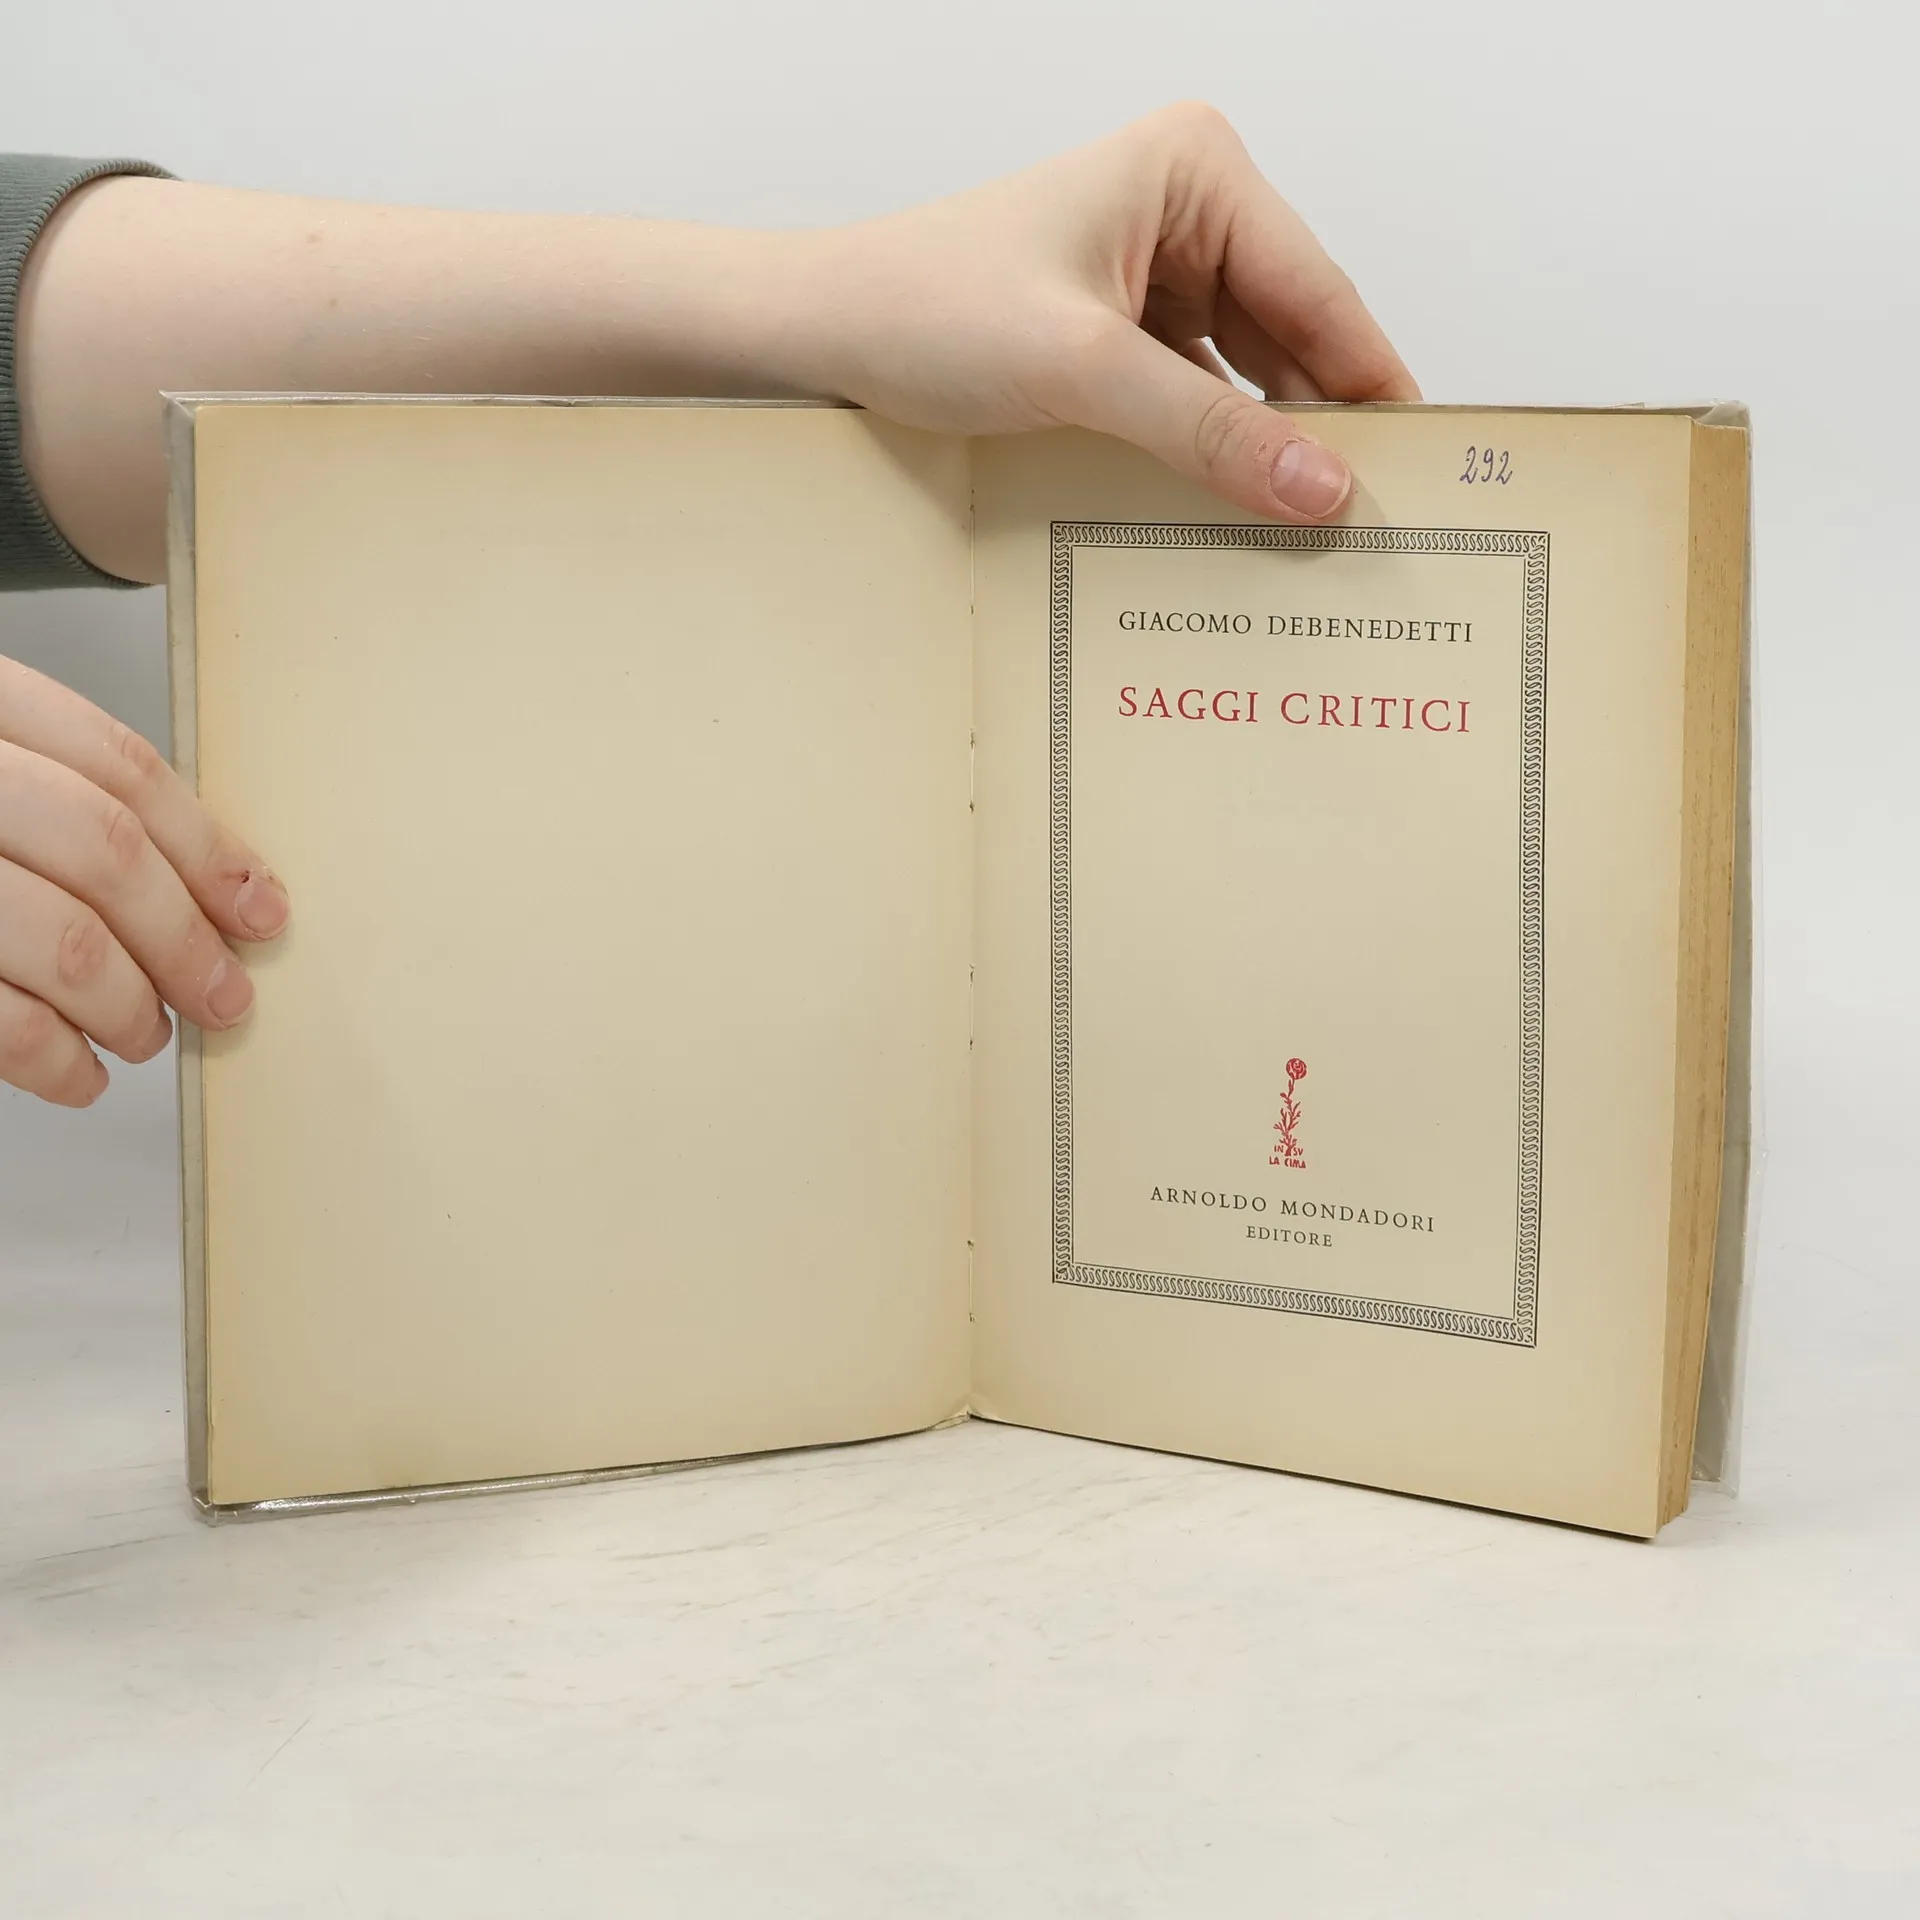 292
GIACOMO DEBENEDETTI
SAGGI CRITICI
IN SU
LA CIMA
ARNOLDO MONDADORI
EDITORE